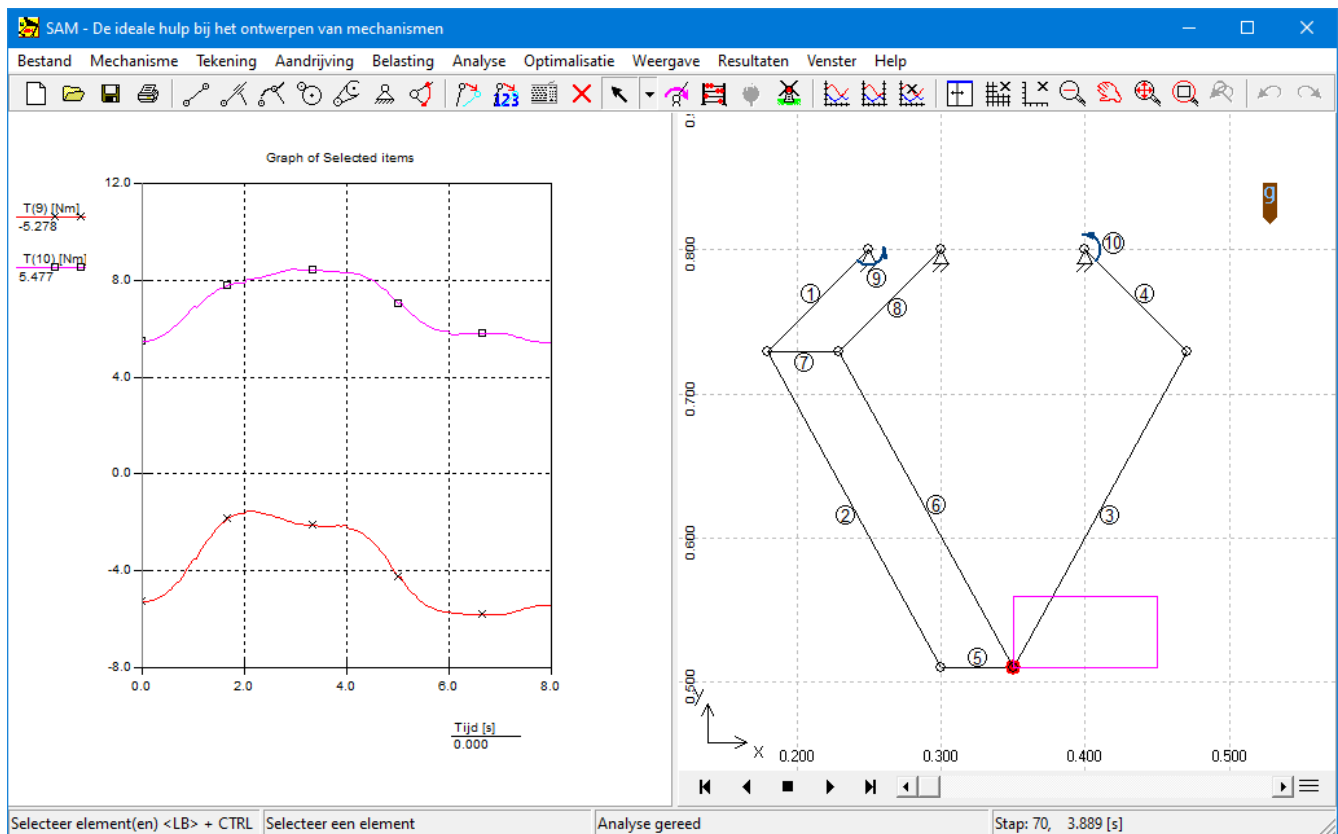 SAM - De ideale hulp bij het ontwerpen van mechanismen
Bestand Mechanisme Tekening Aandrijving Belasting Analyse Optimalisatie Weergave Resultaten Venster Help
123
Graph of Selected items
T(9) [Nm]
-5.278
T(10) [Nm]
5.477
12.0
8.0
4.0
0.0
-4.0
-8.0
0.0 2.0 4.0 6.0 8.0
Tijd [s]
0.000
g
0.800
0.700
0.600
0.500
10
9
1
8
4
7
2
6
3
5
y
x
0.200 0.300 0.400 0.500
Selecteer element(en) <LB> + CTRL
Selecteer een element
Analyse gereed
Stap: 70, 3.889 [s]